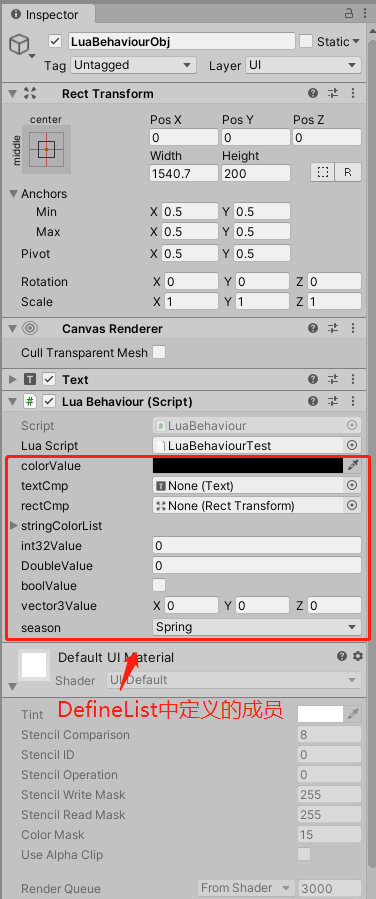 Inspector
LuaBehaviourObj Static
Tag Untagged Layer UI
Rect Transform
center
middle
Pos X Pos Y Pos Z
0 0 0
Width Height
1540.7 200 R
Anchors
Min X 0.5 Y 0.5
Max X 0.5 Y 0.5
Pivot X 0.5 Y 0.5
Rotation X 0 Y 0 Z 0
Scale X 1 Y 1 Z 1
Canvas Renderer
Cull Transparent Mesh
T Text
# Lua Behaviour (Script)
Script # LuaBehaviour
Lua Script LuaBehaviourTest
colorValue
textCmp T None (Text)
rectCmp None (Rect Transform)
stringColorList
int32Value 0
DoubleValue 0
boolValue
vector3Value X 0 Y 0 Z 0
season Spring
Default UI Material
Shader UI/Default
DefineList中定义的成员
Tint
Stencil Comparison 8
Stencil ID 0
Stencil Operation 0
Stencil Write Mask 255
Stencil Read Mask 255
Color Mask 15
Use Alpha Clip
Render Queue From Shader 3000